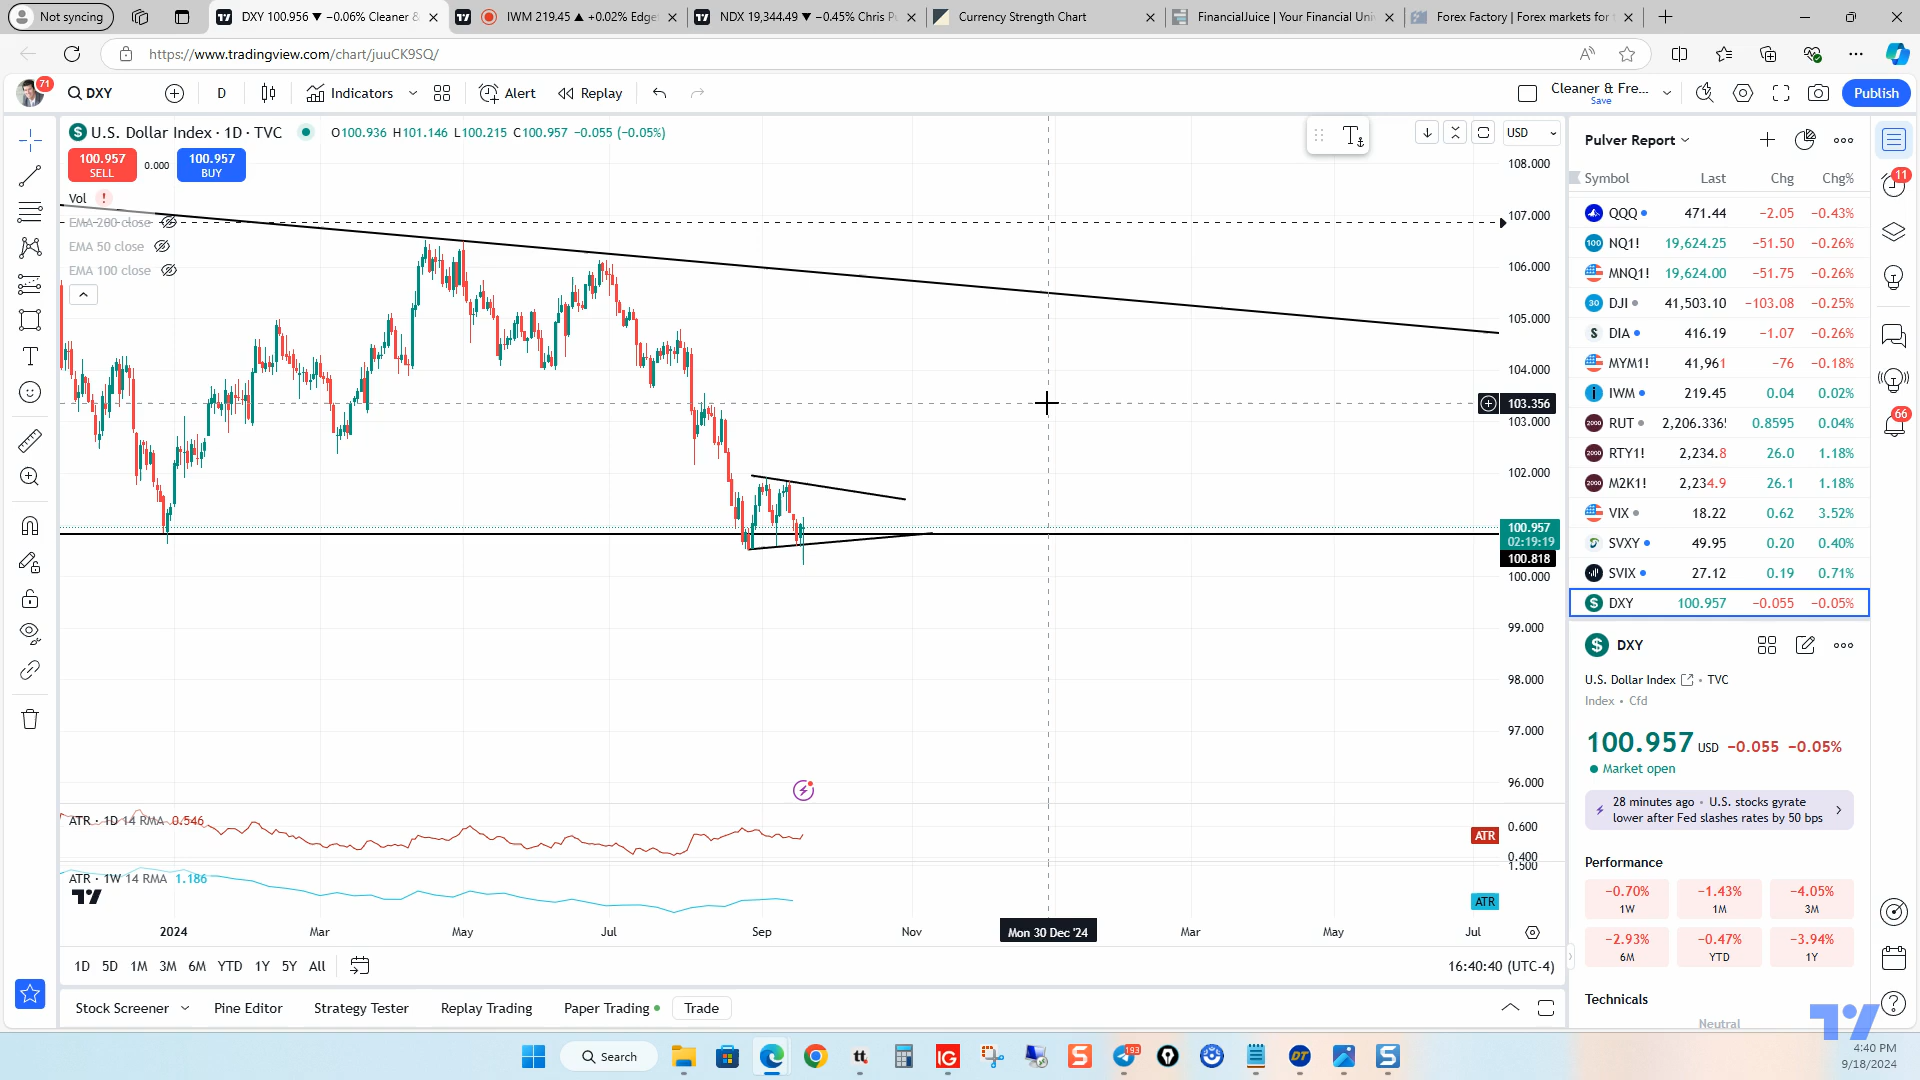 Not syncing
DXY 100.956 ▼ −0.06% Cleaner &
IWM 219.45 ▲ +0.02% Edge
NDX 19,344.49 ▼ −0.45% Chris P
Currency Strength Chart
FinancialJuice | Your Financial Uni
Forex Factory | Forex markets for
https://www.tradingview.com/chart/juuCK9SQ/
71
DXY
D
Indicators
Alert
Replay
Cleaner & Fre...
Save
Publish
U.S. Dollar Index · 1D · TVC
O100.936 H101.146 L100.215 C100.957 −0.055 (−0.05%)
USD
100.957
SELL
0.000
100.957
BUY
Vol
EMA 200 close
EMA 50 close
EMA 100 close
108.000
107.000
106.000
105.000
104.000
103.356
103.000
102.000
100.957
02:19:19
100.818
100.000
99.000
98.000
97.000
96.000
ATR · 1D 14 RMA 0.546
ATR
0.600
0.400
1.500
ATR · 1W 14 RMA 1.186
ATR
2024
Mar
May
Jul
Sep
Nov
Mon 30 Dec '24
Mar
May
Jul
1D 5D 1M 3M 6M YTD 1Y 5Y All
16:40:40 (UTC-4)
Stock Screener
Pine Editor
Strategy Tester
Replay Trading
Paper Trading
Trade
Pulver Report
Symbol Last Chg Chg%
QQQ 471.44 −2.05 −0.43%
NQ1! 19,624.25 −51.50 −0.26%
MNQ1! 19,624.00 −51.75 −0.26%
DJI 41,503.10 −103.08 −0.25%
DIA 416.19 −1.07 −0.26%
MYM1! 41,961 −76 −0.18%
IWM 219.45 0.04 0.02%
RUT 2,206.336 0.8595 0.04%
RTY1! 2,234.8 26.0 1.18%
M2K1! 2,234.9 26.1 1.18%
VIX 18.22 0.62 3.52%
SVXY 49.95 0.20 0.40%
SVIX 27.12 0.19 0.71%
DXY 100.957 −0.055 −0.05%
DXY
U.S. Dollar Index • TVC
Index • Cfd
100.957 USD −0.055 −0.05%
Market open
28 minutes ago • U.S. stocks gyrate
lower after Fed slashes rates by 50 bps
Performance
−0.70%
1W
−1.43%
1M
−4.05%
3M
−2.93%
6M
−0.47%
YTD
−3.94%
1Y
Technicals
Neutral
11
66
Search
193
4:40 PM
9/18/2024